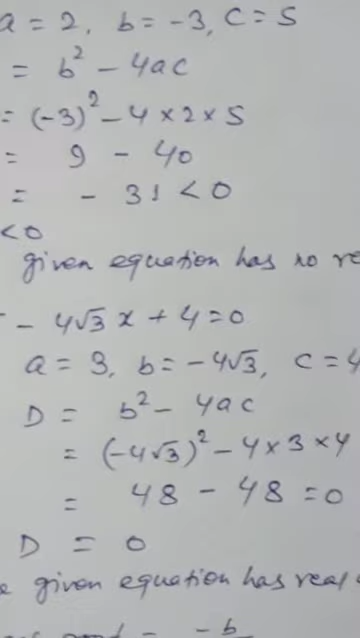 a = 2, b = -3, c = 5
= b² - 4ac
= (-3)² - 4 × 2 × 5
= 9 - 40
= - 31 < 0
< 0
given equation has no
- 4√3 x + 4 = 0
a = 3, b = -4√3, c = 4
D = b² - 4ac
= (-4√3)² - 4 × 3 × 4
= 48 - 48 = 0
D = 0
given equation has real
= -b